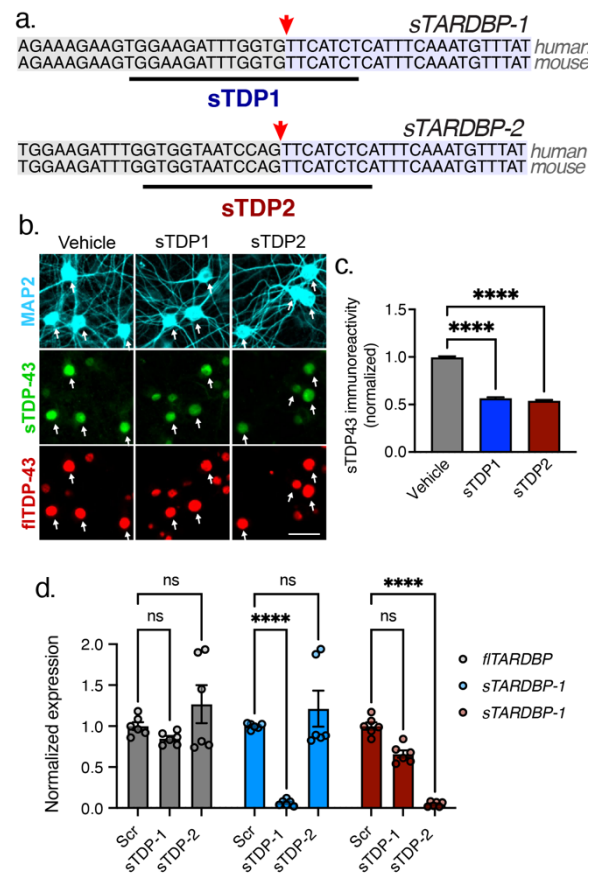 a.
sTARDBP-1
AGAAAGAAGTGGAAGATTTGGTGTTCATCTCATTTCAAATGTTTAT human
AGAAAGAAGTGGAAGATTTGGTGTTCATCTCATTTCAAATGTTTAT mouse
sTDP1
sTARDBP-2
TGGAAGATTTGGTGGTAATCCAGTTCATCTCATTTCAAATGTTTAT human
TGGAAGATTTGGTGGTAATCCAGTTCATCTCATTTCAAATGTTTAT mouse
sTDP2
b.
Vehicle sTDP1 sTDP2
MAP2
sTDP-43
flTDP-43
c.
sTDP43 immunoreactivity
(normalized)
1.5
1.0
0.5
0.0
****
****
Vehicle
sTDP1
sTDP2
d.
Normalized expression
2.0
1.5
1.0
0.5
0.0
ns
ns
ns
****
****
ns
Scr
sTDP-1
sTDP-2
Scr
sTDP-1
sTDP-2
Scr
sTDP-1
sTDP-2
flTARDBP
sTARDBP-1
sTARDBP-1